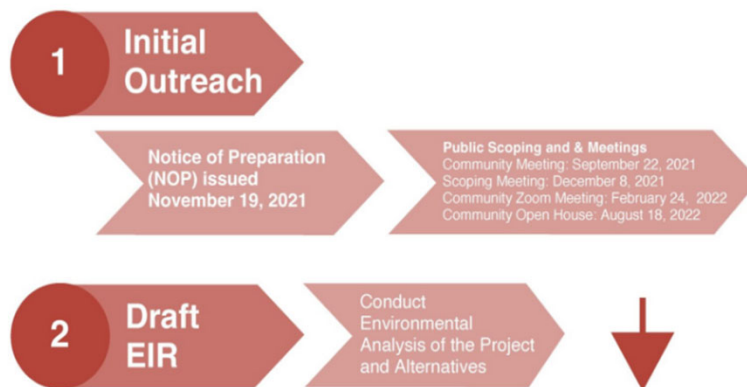 1
Initial
Outreach
Notice of Preparation
(NOP) issued
November 19, 2021
Public Scoping and & Meetings
Community Meeting: September 22, 2021
Scoping Meeting: December 8, 2021
Community Zoom Meeting: February 24, 2022
Community Open House: August 18, 2022
2
Draft
EIR
Conduct
Environmental
Analysis of the Project
and Alternatives